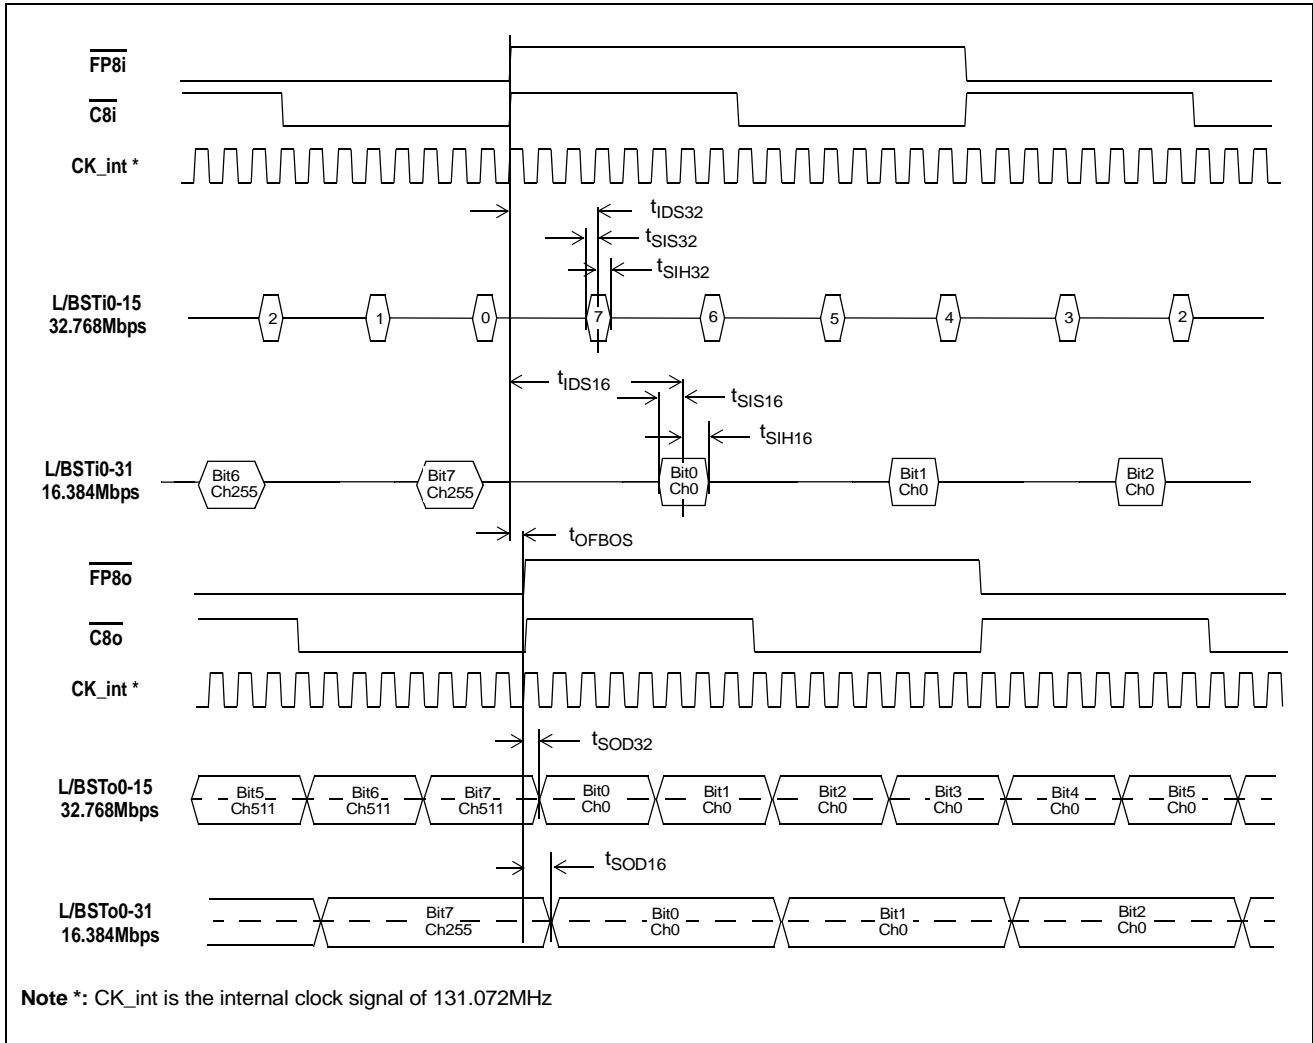 FP8i
C8i
CK_int *
tIDS32
tSIS32
tSIH32
L/BSTi0-15
32.768Mbps
2 1 0 7 6 5 4 3 2
tIDS16
tSIS16
tSIH16
L/BSTi0-31
16.384Mbps
Bit6 Bit7 Bit0 Bit1 Bit2
Ch255 Ch255 Ch0 Ch0 Ch0
tOFBOS
FP8o
C8o
CK_int *
tSOD32
L/BSTo0-15
32.768Mbps
Bit5 Bit6 Bit7 Bit0 Bit1 Bit2 Bit3 Bit4 Bit5
Ch511 Ch511 Ch511 Ch0 Ch0 Ch0 Ch0 Ch0 Ch0
tSOD16
L/BSTo0-31
16.384Mbps
Bit7 Bit0 Bit1 Bit2
Ch255 Ch0 Ch0 Ch0
Note *: CK_int is the internal clock signal of 131.072MHz